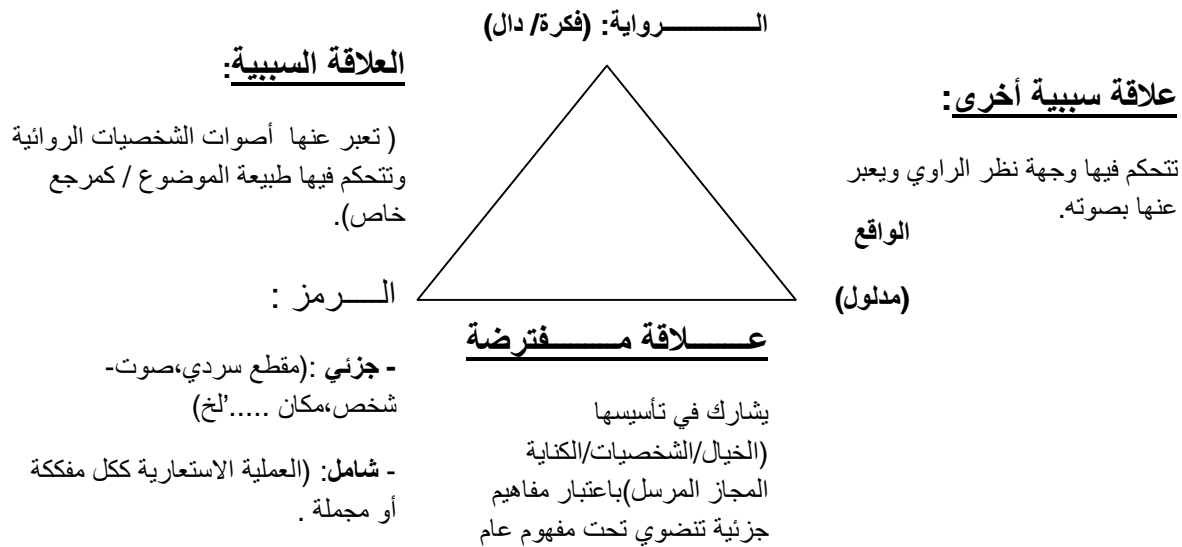 الـــــــــــرواية: (فكرة/ دال)
علاقة سببية أخرى:
تتحكم فيها وجهة نظر الراوي ويعبر
عنها بصوته.
الواقع
(مدلول)
العلاقة السببية:
( تعبر عنها أصوات الشخصيات الروائية
وتتحكم فيها طبيعة الموضوع / كمرجع
خاص).
الـــرمز :
- جزئي :(مقطع سردي،صوت-
شخص،مكان .....'لخ)
- شامل: (العملية الاستعارية ككل مفككة
أو مجملة .
عــــــلاقة مــــــــفترضة
يشارك في تأسيسها
(الخيال/الشخصيات/الكناية
المجاز المرسل)باعتبار مفاهيم
جزئية تنضوي تحت مفهوم عام